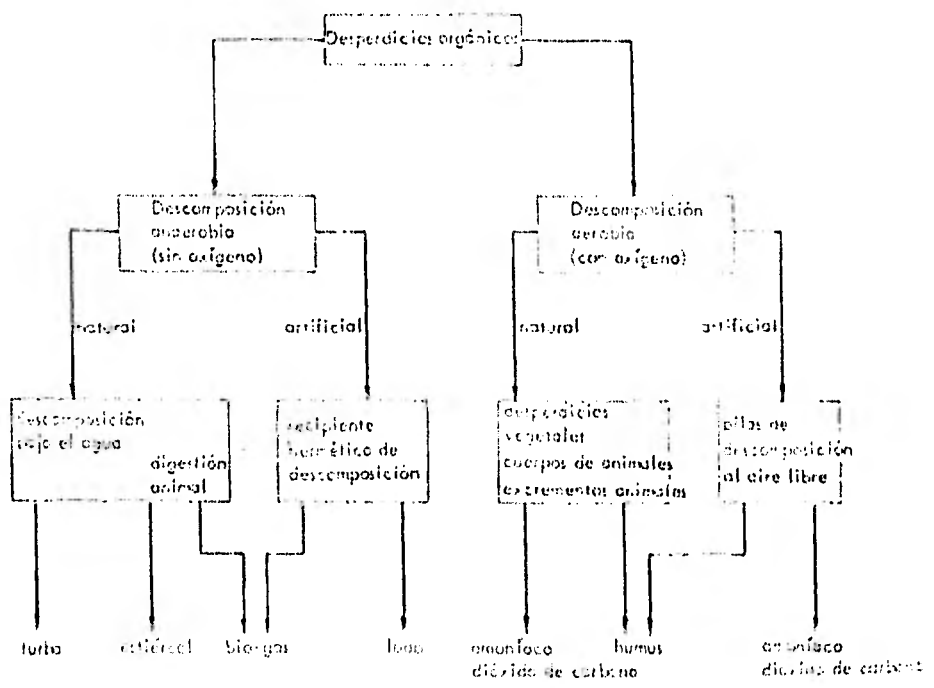 Desperdicios orgánicos
Descomposición
anaerobia
(sin oxígeno)
Descomposición
aerobia
(con oxígeno)
natural
artificial
natural
artificial
descomposición
bajo el agua
digestión
animal
recipiente
hermético de
descomposición
desperdicios
vegetales
cuerpos de animales
excrementos animales
pilas de
descomposición
al aire libre
turba
estiércol
bio-gas
lodo
amoníaco
dióxido de carbono
humus
amoníaco
dióxido de carbono